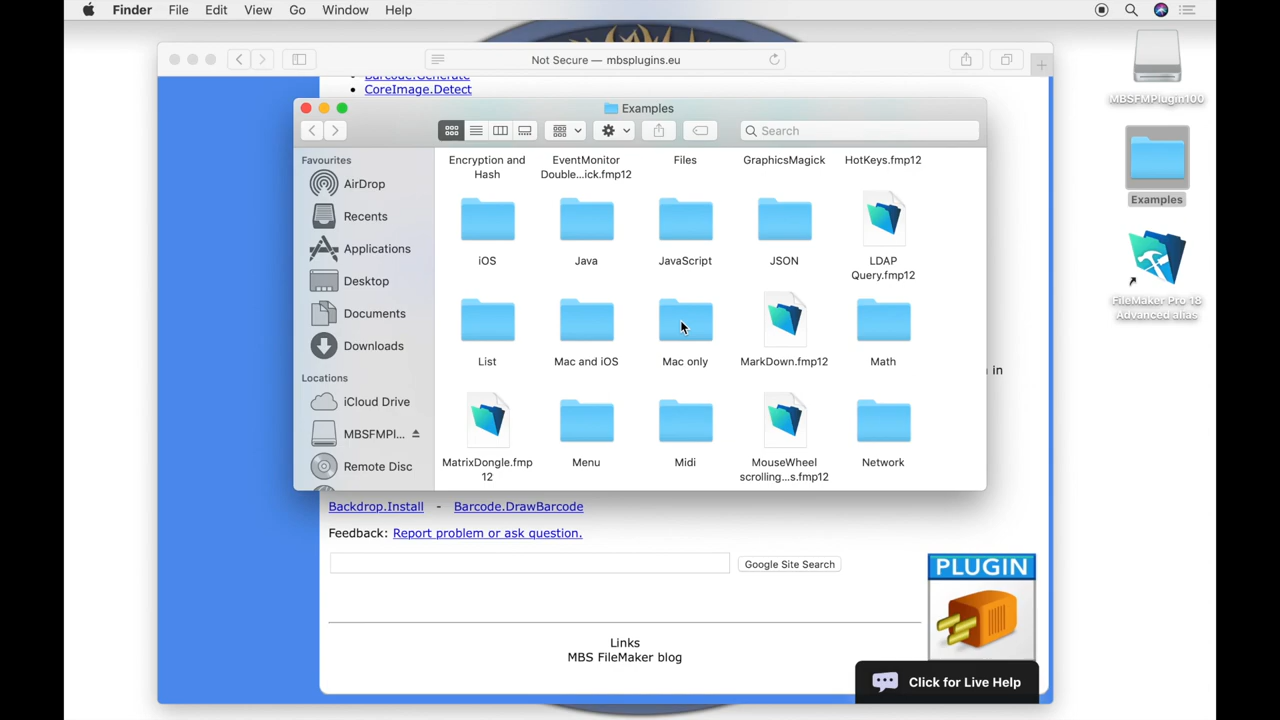 Finder File Edit View Go Window Help
Not Secure — mbsplugins.eu
Barcode.Generate
CoreImage.Detect
Examples
Search
Favourites
AirDrop
Recents
Applications
Desktop
Documents
Downloads
Locations
iCloud Drive
MBSFMPl...
Remote Disc
Encryption and Hash
EventMonitor Double...ick.fmp12
Files
GraphicsMagick
HotKeys.fmp12
iOS
Java
JavaScript
JSON
LDAP Query.fmp12
List
Mac and iOS
Mac only
MarkDown.fmp12
Math
MatrixDongle.fmp12
Menu
Midi
MouseWheel scrolling...s.fmp12
Network
in
Backdrop.Install - Barcode.DrawBarcode
Feedback: Report problem or ask question.
Google Site Search
PLUGIN
Links
MBS FileMaker blog
Click for Live Help
MBSFMPlugin100
Examples
FileMaker Pro 18 Advanced alias